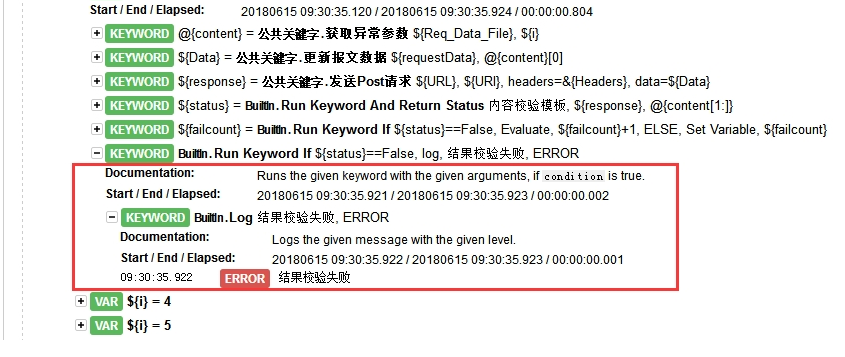 Start / End / Elapsed: 20180615 09:30:35.120 / 20180615 09:30:35.924 / 00:00:00.804
+ KEYWORD @{content} = 公共关键字.获取异常参数 ${Req_Data_File}, ${i}
+ KEYWORD ${Data} = 公共关键字.更新报文数据 ${requestData}, @{content}[0]
+ KEYWORD ${response} = 公共关键字.发送Post请求 ${URL}, ${URI}, headers=&{Headers}, data=${Data}
+ KEYWORD ${status} = BuiltIn.Run Keyword And Return Status 内容校验模板, ${response}, @{content[1:]}
+ KEYWORD ${failcount} = BuiltIn.Run Keyword If ${status}==False, Evaluate, ${failcount}+1, ELSE, Set Variable, ${failcount}
- KEYWORD BuiltIn.Run Keyword If ${status}==False, log, 结果校验失败, ERROR
Documentation: Runs the given keyword with the given arguments, if condition is true.
Start / End / Elapsed: 20180615 09:30:35.921 / 20180615 09:30:35.923 / 00:00:00.002
- KEYWORD BuiltIn.Log 结果校验失败, ERROR
Documentation: Logs the given message with the given level.
Start / End / Elapsed: 20180615 09:30:35.922 / 20180615 09:30:35.923 / 00:00:00.001
09:30:35.922 ERROR 结果校验失败
+ VAR ${i} = 4
+ VAR ${i} = 5